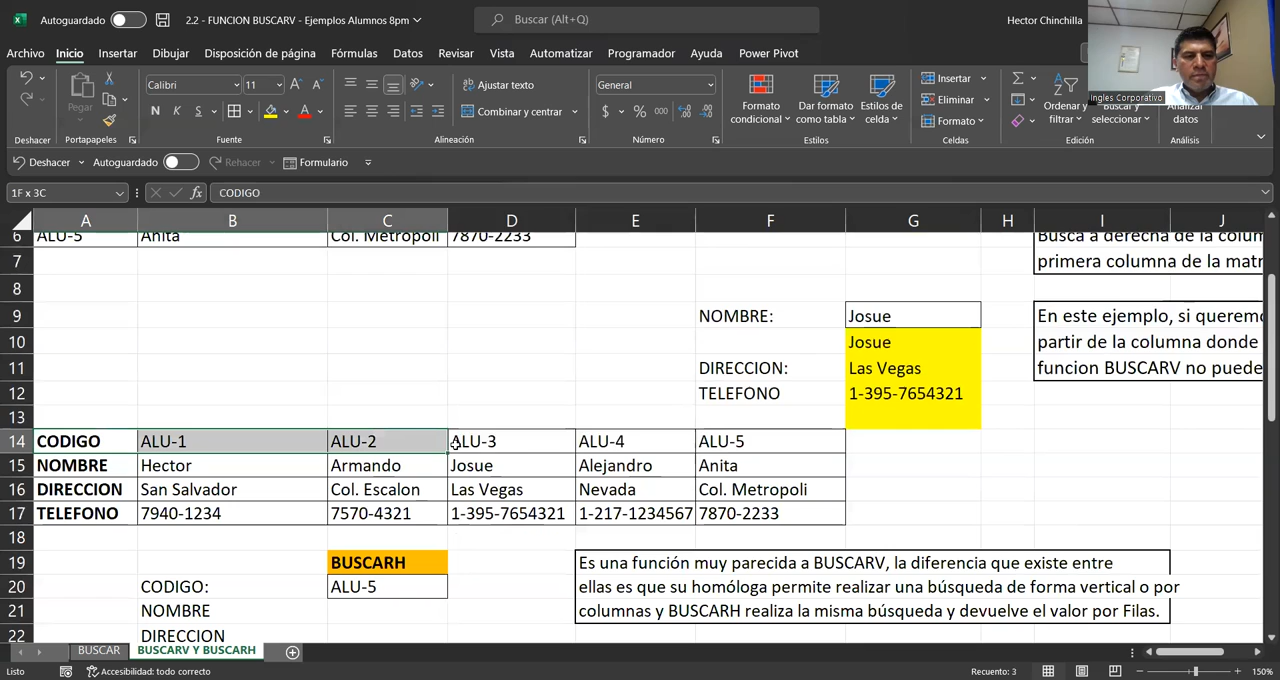 Autoguardado
2.2 - FUNCION BUSCARV - Ejemplos Alumnos 8pm
Buscar (Alt+Q)
Hector Chinchilla
Archivo Inicio Insertar Dibujar Disposición de página Fórmulas Datos Revisar Vista Automatizar Programador Ayuda Power Pivot
Pegar
Calibri 11
N K S
Ajustar texto
Combinar y centrar
General
$ % 000
Formato condicional
Dar formato como tabla
Estilos de celda
Insertar
Eliminar
Formato
Ordenar y filtrar
Buscar y seleccionar
Analizar datos
Ingles Corporativo
Deshacer Portapapeles Fuente Alineación Número Estilos Celdas Edición Análisis
Deshacer Autoguardado Rehacer Formulario
1F x 3C fx CODIGO
A B C D E F G H I J
6 ALU-5 Anita Col. Metropoli 7870-2233 Busca a derecha de la colum
7 primera columna de la matr
8
9 NOMBRE: Josue En este ejemplo, si queremo
10 Josue partir de la columna donde
11 DIRECCION: Las Vegas funcion BUSCARV no puede
12 TELEFONO 1-395-7654321
13
14 CODIGO ALU-1 ALU-2 ALU-3 ALU-4 ALU-5
15 NOMBRE Hector Armando Josue Alejandro Anita
16 DIRECCION San Salvador Col. Escalon Las Vegas Nevada Col. Metropoli
17 TELEFONO 7940-1234 7570-4321 1-395-7654321 1-217-1234567 7870-2233
18
19 BUSCARH Es una función muy parecida a BUSCARV, la diferencia que existe entre
20 CODIGO: ALU-5 ellas es que su homóloga permite realizar una búsqueda de forma vertical o por
21 NOMBRE columnas y BUSCARH realiza la misma búsqueda y devuelve el valor por Filas.
22 DIRECCION
BUSCAR BUSCARV Y BUSCARH
Listo Accesibilidad: todo correcto Recuento: 3 150%